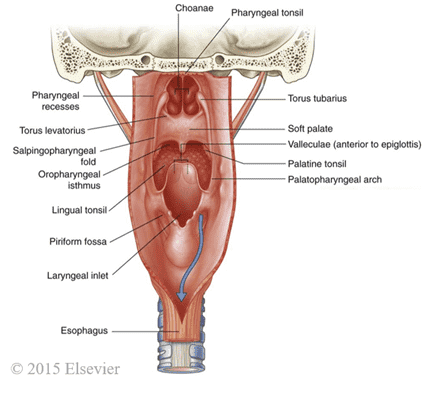 Choanae
Pharyngeal tonsil
Pharyngeal
recesses
Torus tubarius
Torus levatorius
Soft palate
Salpingopharyngeal
fold
Valleculae (anterior to epiglottis)
Oropharyngeal
isthmus
Palatine tonsil
Palatopharyngeal arch
Lingual tonsil
Piriform fossa
Laryngeal inlet
Esophagus
© 2015 Elsevier